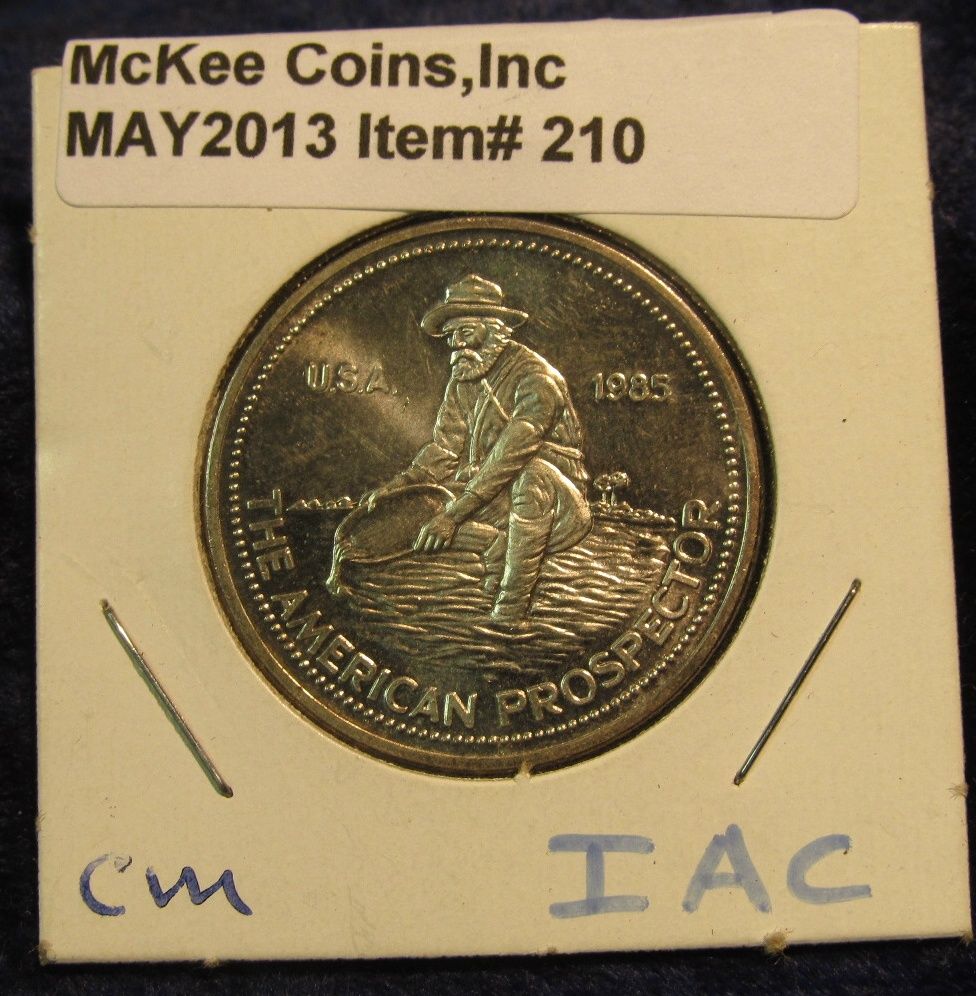 McKee Coins,Inc
MAY2013 Item# 210
U.S.A. 1985
THE AMERICAN PROSPECTOR
cm IAC